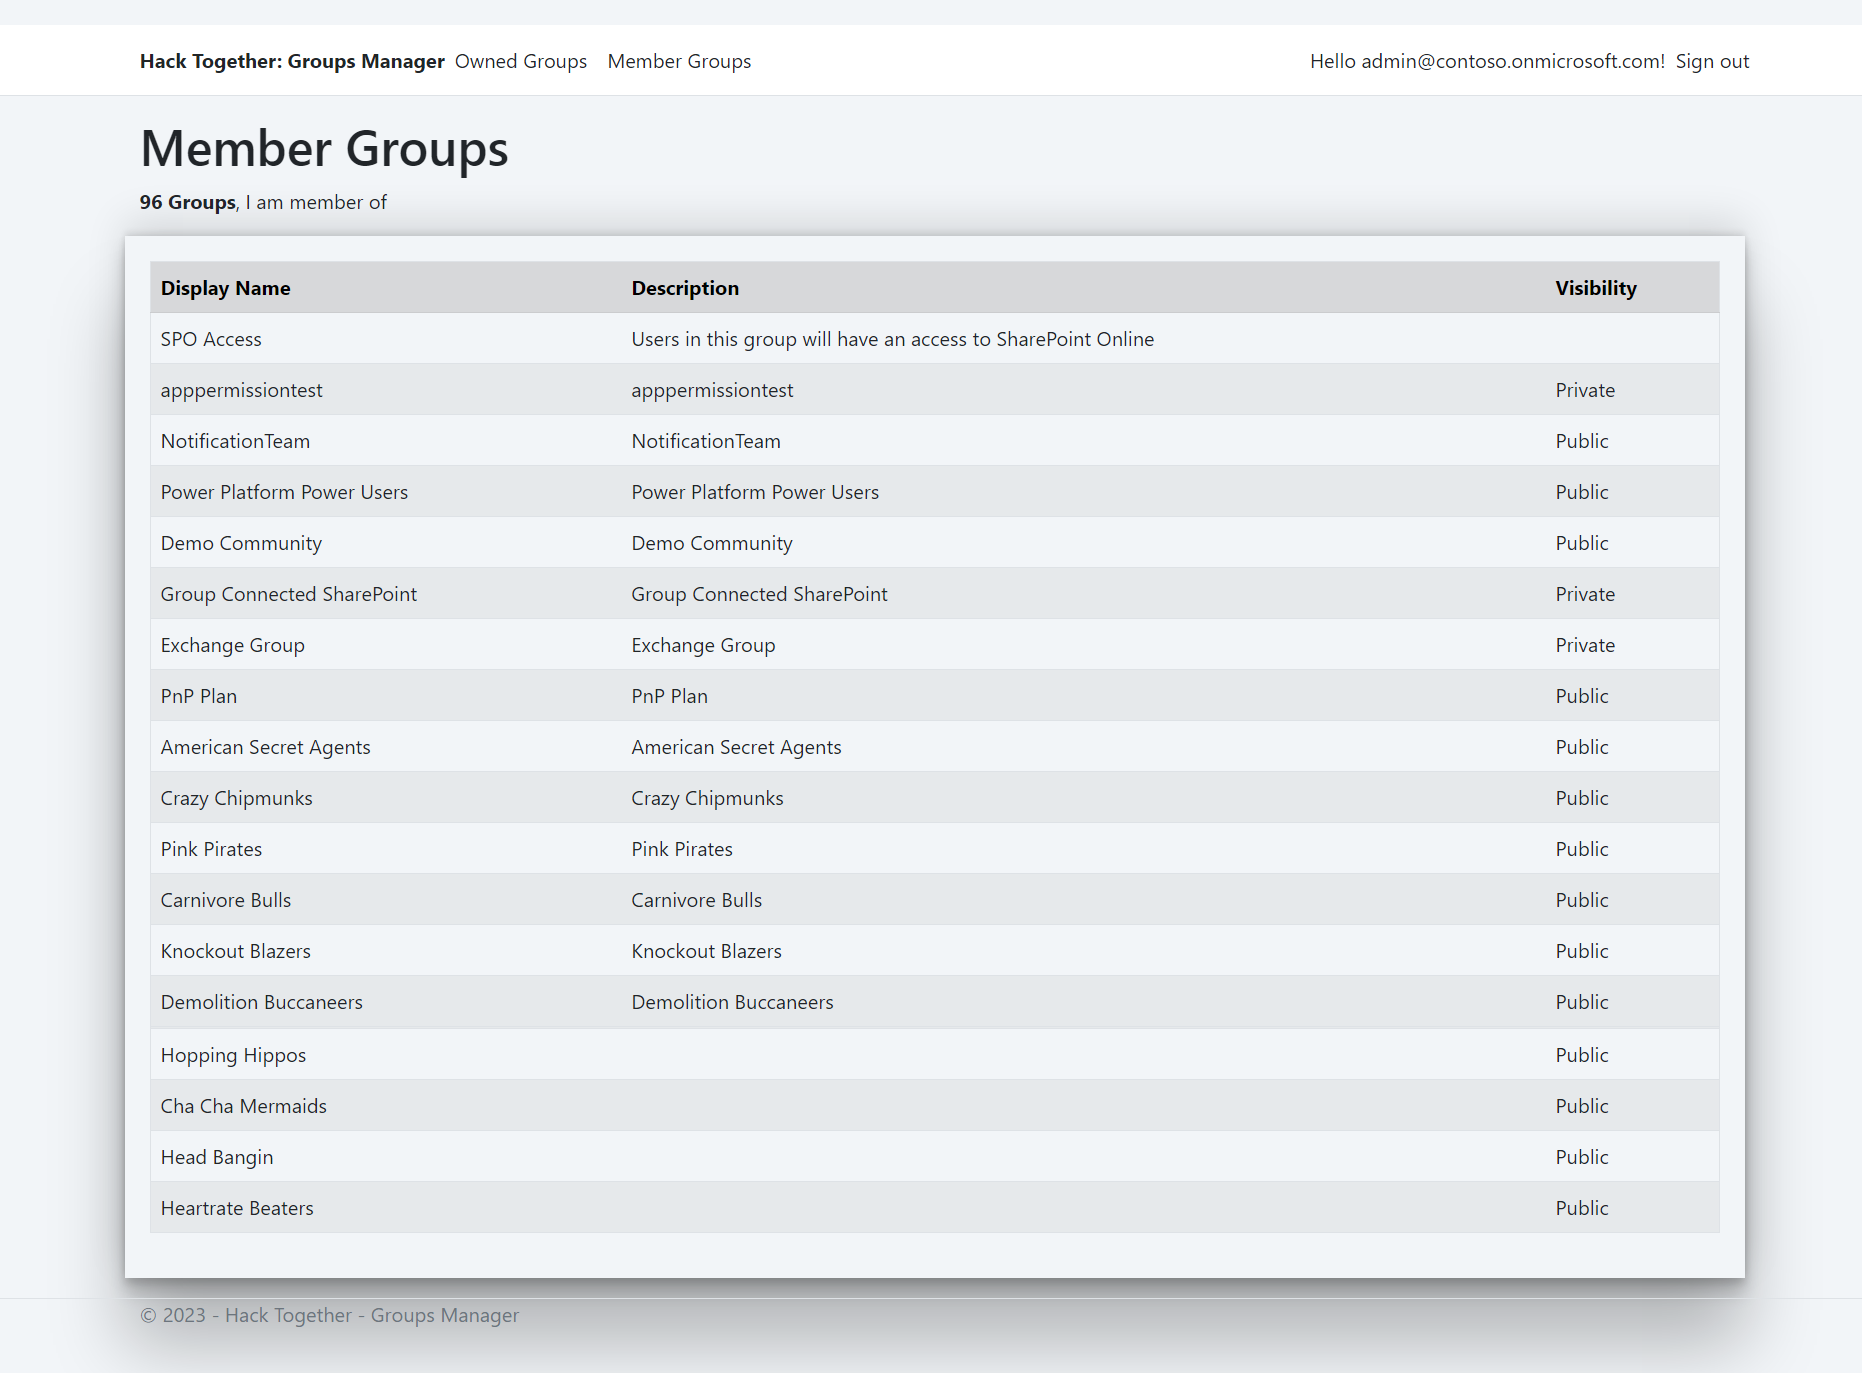 Hack Together: Groups Manager Owned Groups Member Groups Hello admin@contoso.onmicrosoft.com! Sign out
Member Groups
96 Groups, I am member of
Display Name Description Visibility
SPO Access Users in this group will have an access to SharePoint Online
apppermissiontest apppermissiontest Private
NotificationTeam NotificationTeam Public
Power Platform Power Users Power Platform Power Users Public
Demo Community Demo Community Public
Group Connected SharePoint Group Connected SharePoint Private
Exchange Group Exchange Group Private
PnP Plan PnP Plan Public
American Secret Agents American Secret Agents Public
Crazy Chipmunks Crazy Chipmunks Public
Pink Pirates Pink Pirates Public
Carnivore Bulls Carnivore Bulls Public
Knockout Blazers Knockout Blazers Public
Demolition Buccaneers Demolition Buccaneers Public
Hopping Hippos Public
Cha Cha Mermaids Public
Head Bangin Public
Heartrate Beaters Public
© 2023 - Hack Together - Groups Manager